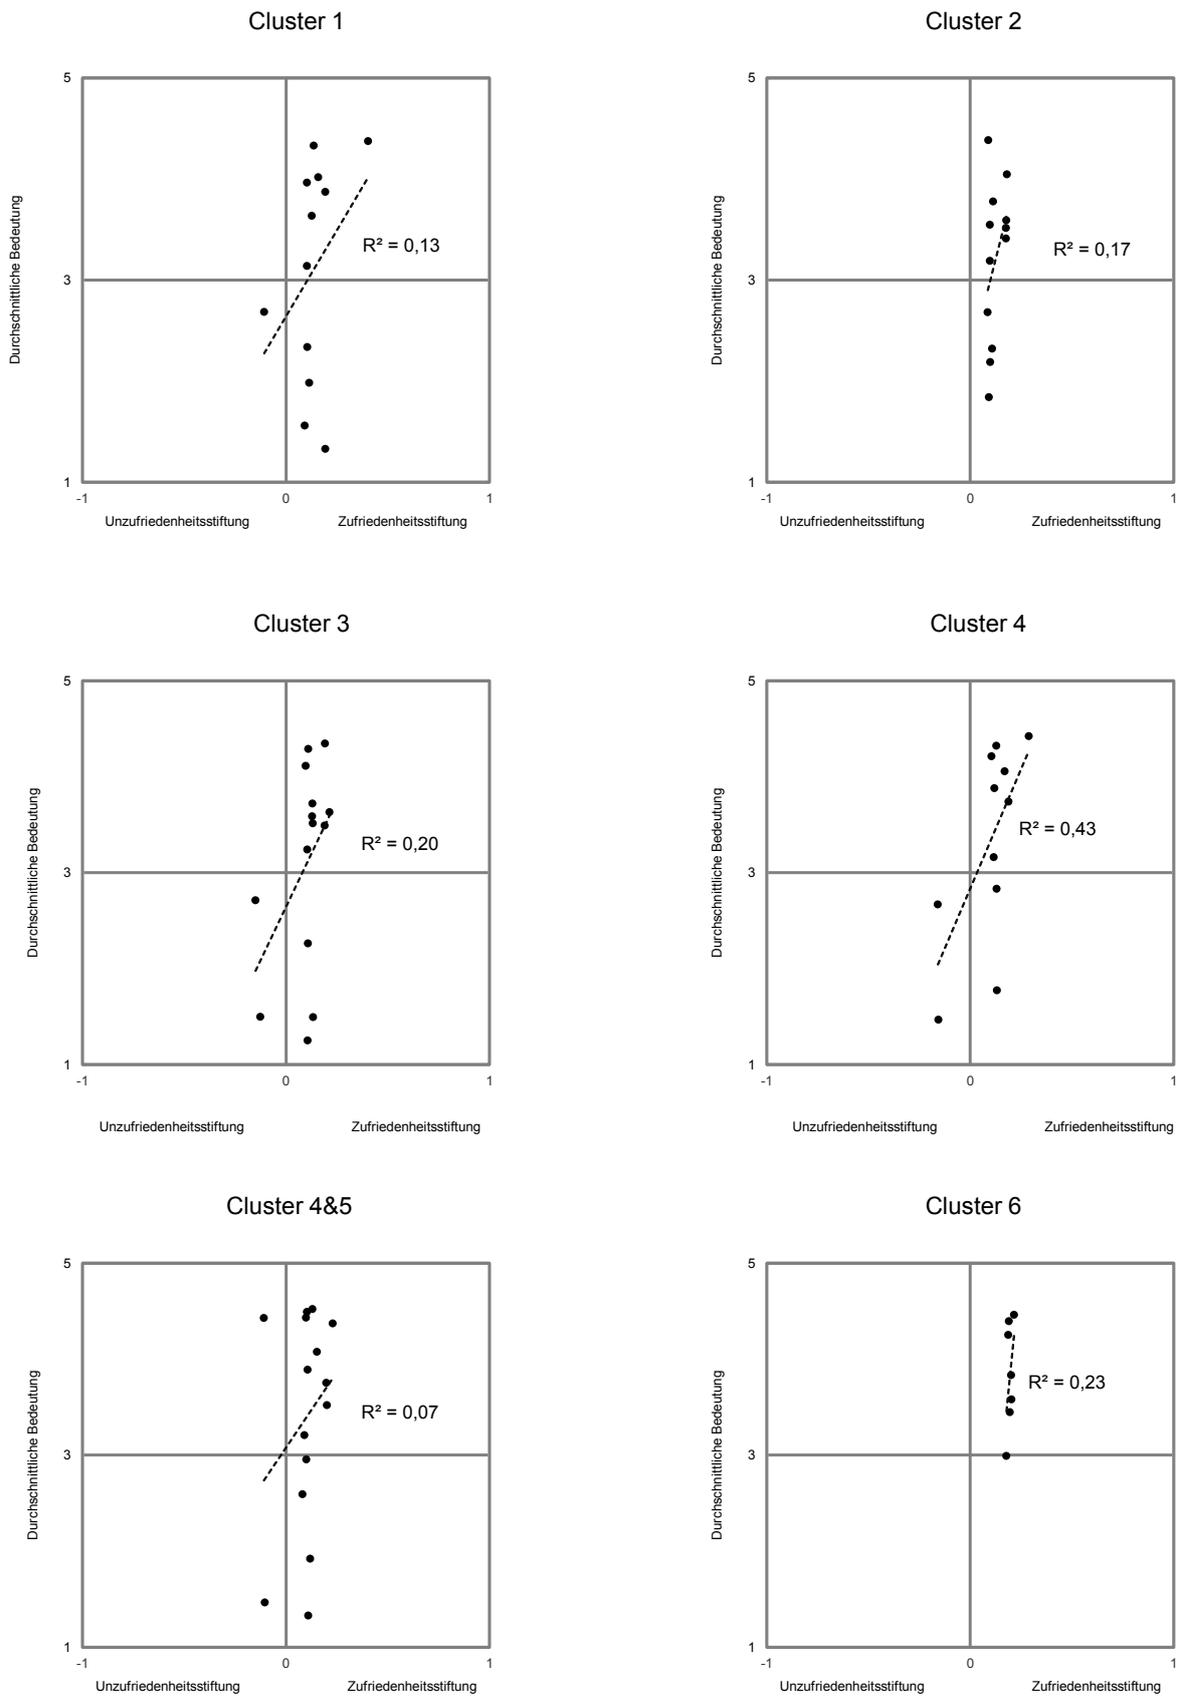 Cluster 1
5
3
1
Durchschnittliche Bedeutung
R² = 0,13
-1 0 1
Unzufriedenheitsstiftung Zufriedenheitsstiftung
Cluster 2
5
3
1
Durchschnittliche Bedeutung
R² = 0,17
-1 0 1
Unzufriedenheitsstiftung Zufriedenheitsstiftung
Cluster 3
5
3
1
Durchschnittliche Bedeutung
R² = 0,20
-1 0 1
Unzufriedenheitsstiftung Zufriedenheitsstiftung
Cluster 4
5
3
1
Durchschnittliche Bedeutung
R² = 0,43
-1 0 1
Unzufriedenheitsstiftung Zufriedenheitsstiftung
Cluster 4&5
5
3
1
Durchschnittliche Bedeutung
R² = 0,07
-1 0 1
Unzufriedenheitsstiftung Zufriedenheitsstiftung
Cluster 6
5
3
1
Durchschnittliche Bedeutung
R² = 0,23
-1 0 1
Unzufriedenheitsstiftung Zufriedenheitsstiftung